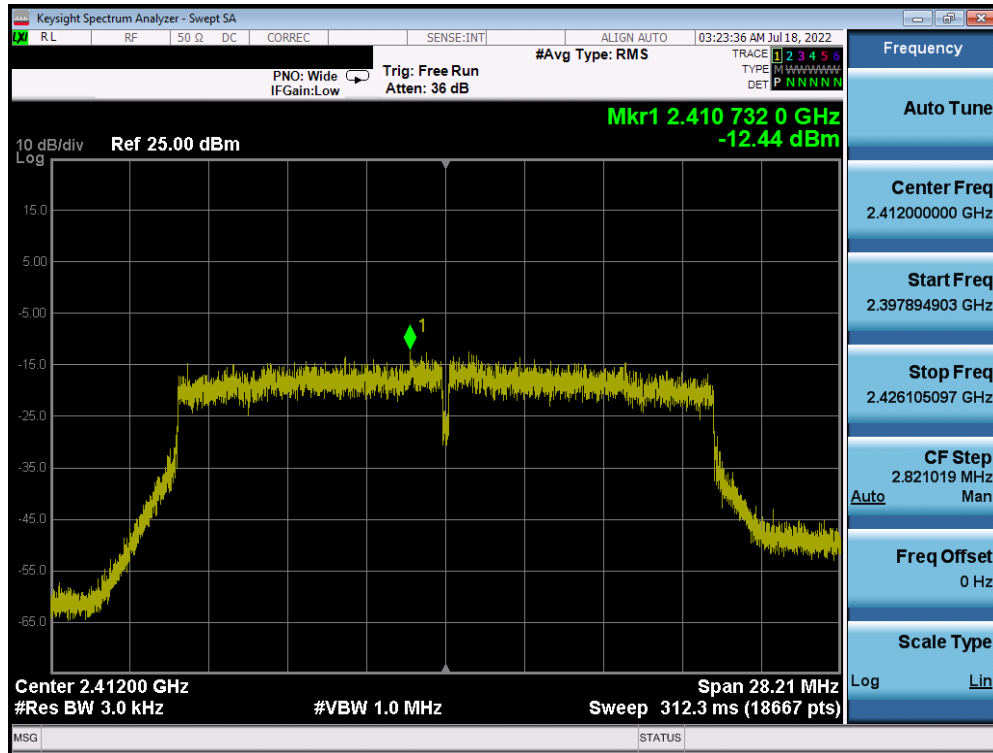 Keysight Spectrum Analyzer - Swept SA
LXI RL RF 50 Ω DC CORREC SENSE:INT ALIGN AUTO 03:23:36 AM Jul 18, 2022
#Avg Type: RMS
TRACE 1 2 3 4 5 6
PNO: Wide Trig: Free Run
TYPE M WWWWW
IFGain:Low Atten: 36 dB
DET P N N N N N
Mkr1 2.410 732 0 GHz
-12.44 dBm
10 dB/div Ref 25.00 dBm
Log
15.0
5.00
-5.00
1
-15.0
-25.0
-35.0
-45.0
-55.0
-65.0
Center 2.41200 GHz Span 28.21 MHz
#Res BW 3.0 kHz #VBW 1.0 MHz Sweep 312.3 ms (18667 pts)
MSG STATUS
Frequency
Auto Tune
Center Freq
2.412000000 GHz
Start Freq
2.397894903 GHz
Stop Freq
2.426105097 GHz
CF Step
2.821019 MHz
Auto Man
Freq Offset
0 Hz
Scale Type
Log Lin